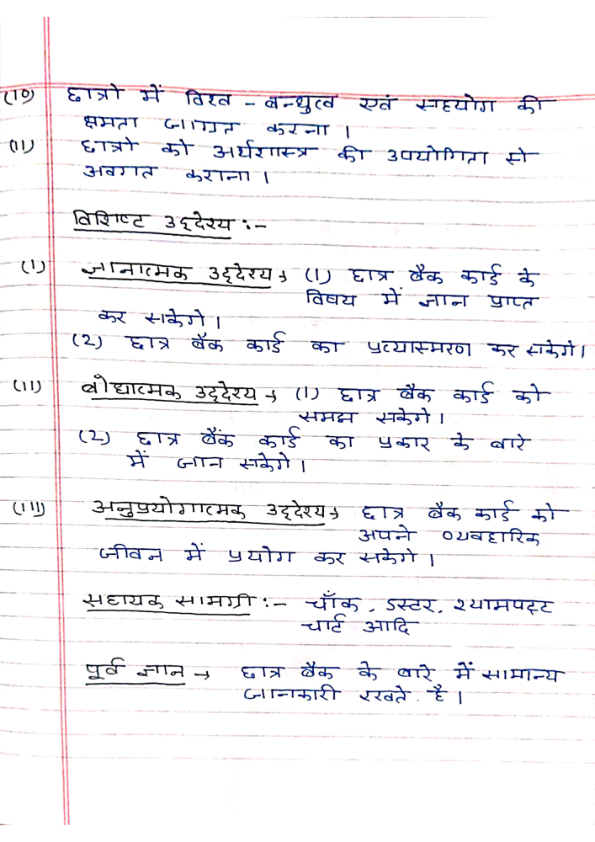 (10) छात्रो में विश्व - बन्धुत्व एवं सहयोग की
क्षमता जाग्रत करना ।
(11) छात्रो को अर्थशास्त्र की उपयोगिता से
अवगत कराना ।
विशिष्ट उद्देश्य :-
(I) ज्ञानात्मक उद्देश्य → (1) छात्र बैक कार्ड के
विषय में ज्ञान प्राप्त
कर सकेगे ।
(2) छात्र बैक कार्ड का प्रत्यास्मरण कर सकेगे ।
(II) बोधात्मक उद्देश्य → (1) छात्र बैक कार्ड को
समझ सकेगे ।
(2) छात्र बैंक कार्ड का प्रकार के बारे
में जान सकेगे ।
(III) अनुप्रयोगात्मक उद्देश्य → छात्र बैक कार्ड को
अपने व्यवहारिक
जीवन में प्रयोग कर सकेगे ।
सहायक सामग्री :- चाँक , डस्टर , श्यामपट्ट
चार्ट आदि
पूर्व ज्ञान → छात्र बैक के बारे में सामान्य
जानकारी रखते है ।